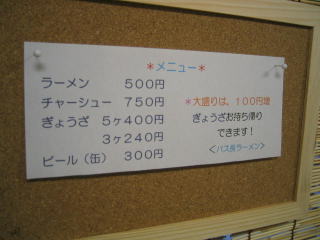 ＊メニュー＊
ラーメン　５００円
チャーシュー　７５０円
ぎょうざ　５ヶ４００円
３ヶ２４０円
ビール（缶）　３００円
＊大盛りは、１００円増
ぎょうざお持ち帰り
できます！
＜バス長ラーメン＞